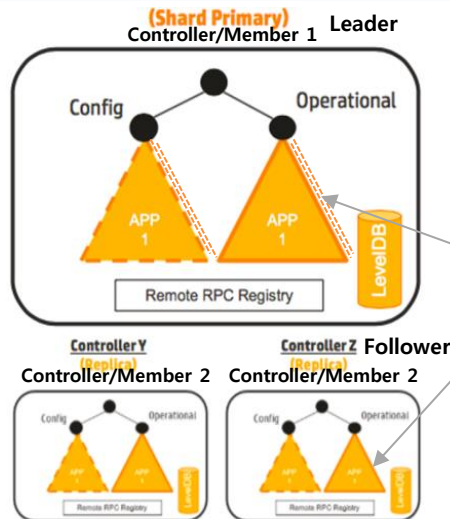 (Shard Primary)
Controller/Member 1
Leader
Config
Operational
APP
1
APP
1
LevelDB
Remote RPC Registry
Controller Y
(Replica)
Controller/Member 2
Config
Operational
APP
1
APP
1
LevelDB
Remote RPC Registry
Controller Z
Follower
(Replica)
Controller/Member 2
Config
Operational
APP
1
APP
1
LevelDB
Remote RPC Registry